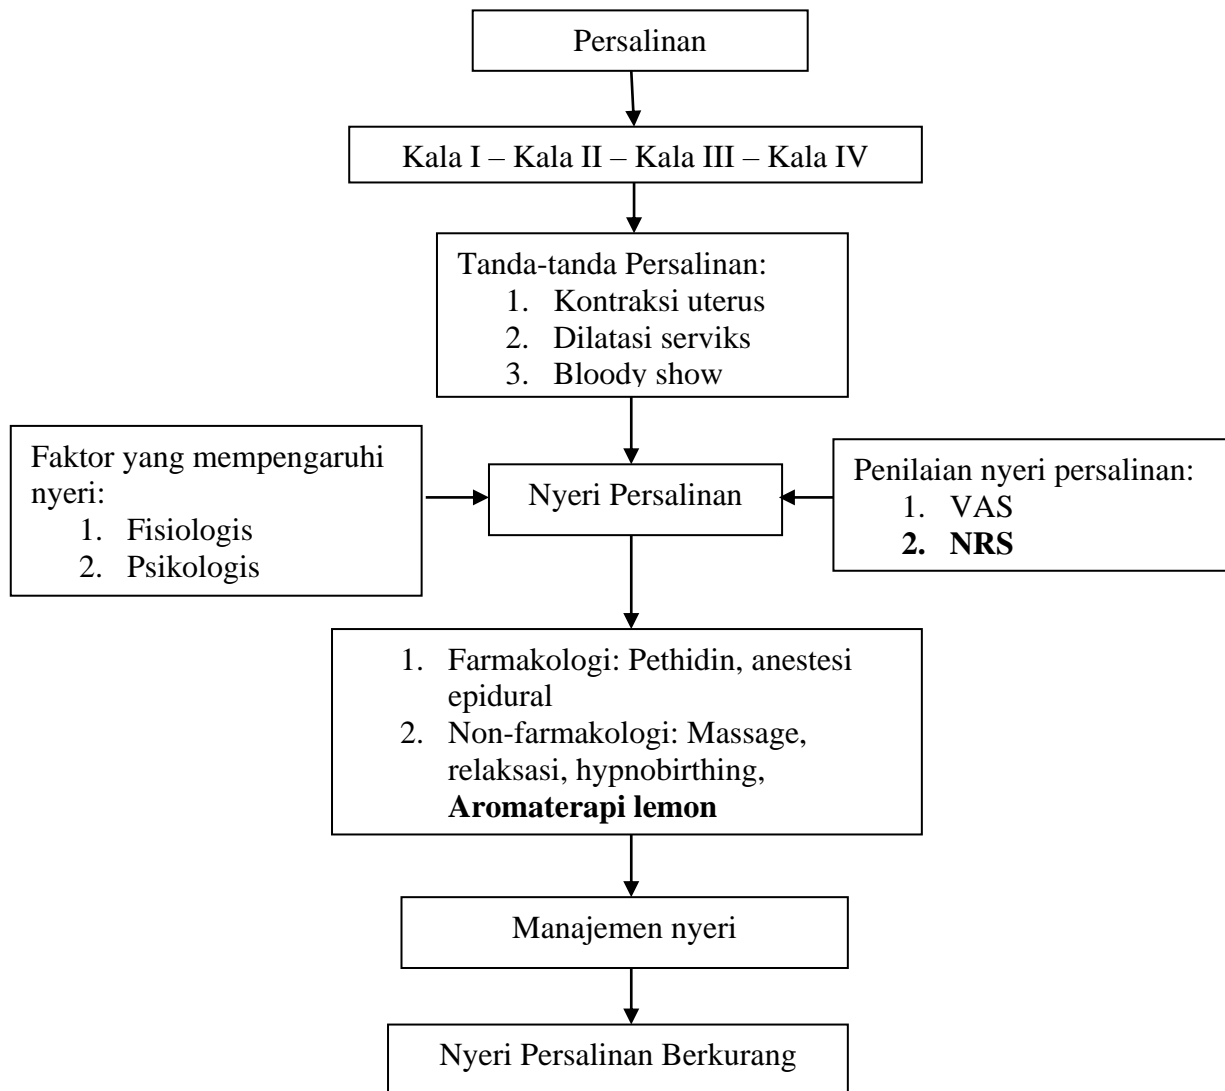 Persalinan
Kala I – Kala II – Kala III – Kala IV
Tanda-tanda Persalinan:
1. Kontraksi uterus
2. Dilatasi serviks
3. Bloody show
Faktor yang mempengaruhi
nyeri:
1. Fisiologis
2. Psikologis
Nyeri Persalinan
Penilaian nyeri persalinan:
1. VAS
2. NRS
1. Farmakologi: Pethidin, anestesi
epidural
2. Non-farmakologi: Massage,
relaksasi, hypnobirthing,
Aromaterapi lemon
Manajemen nyeri
Nyeri Persalinan Berkurang